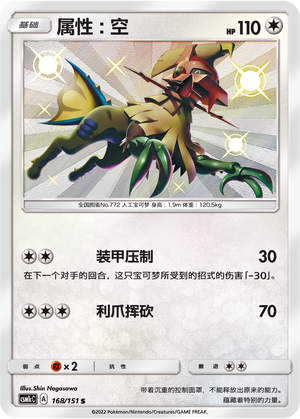 基础
属性：空
HP 110
全国图鉴No.772 人工宝可梦 身高：1.9m 体重：120.5kg
装甲压制 30
在下一个对手的回合，这只宝可梦所受到的招式的伤害「-30」。
利爪挥砍 70
弱点 ×2 抗性 撤退
Illus.Shin Nagasawa
A 168/151 S
带着沉重的控制面罩，不能释放出原来的能力。
蕴藏着特别的力量。
©2022 Pokémon/Nintendo/Creatures/GAME FREAK.